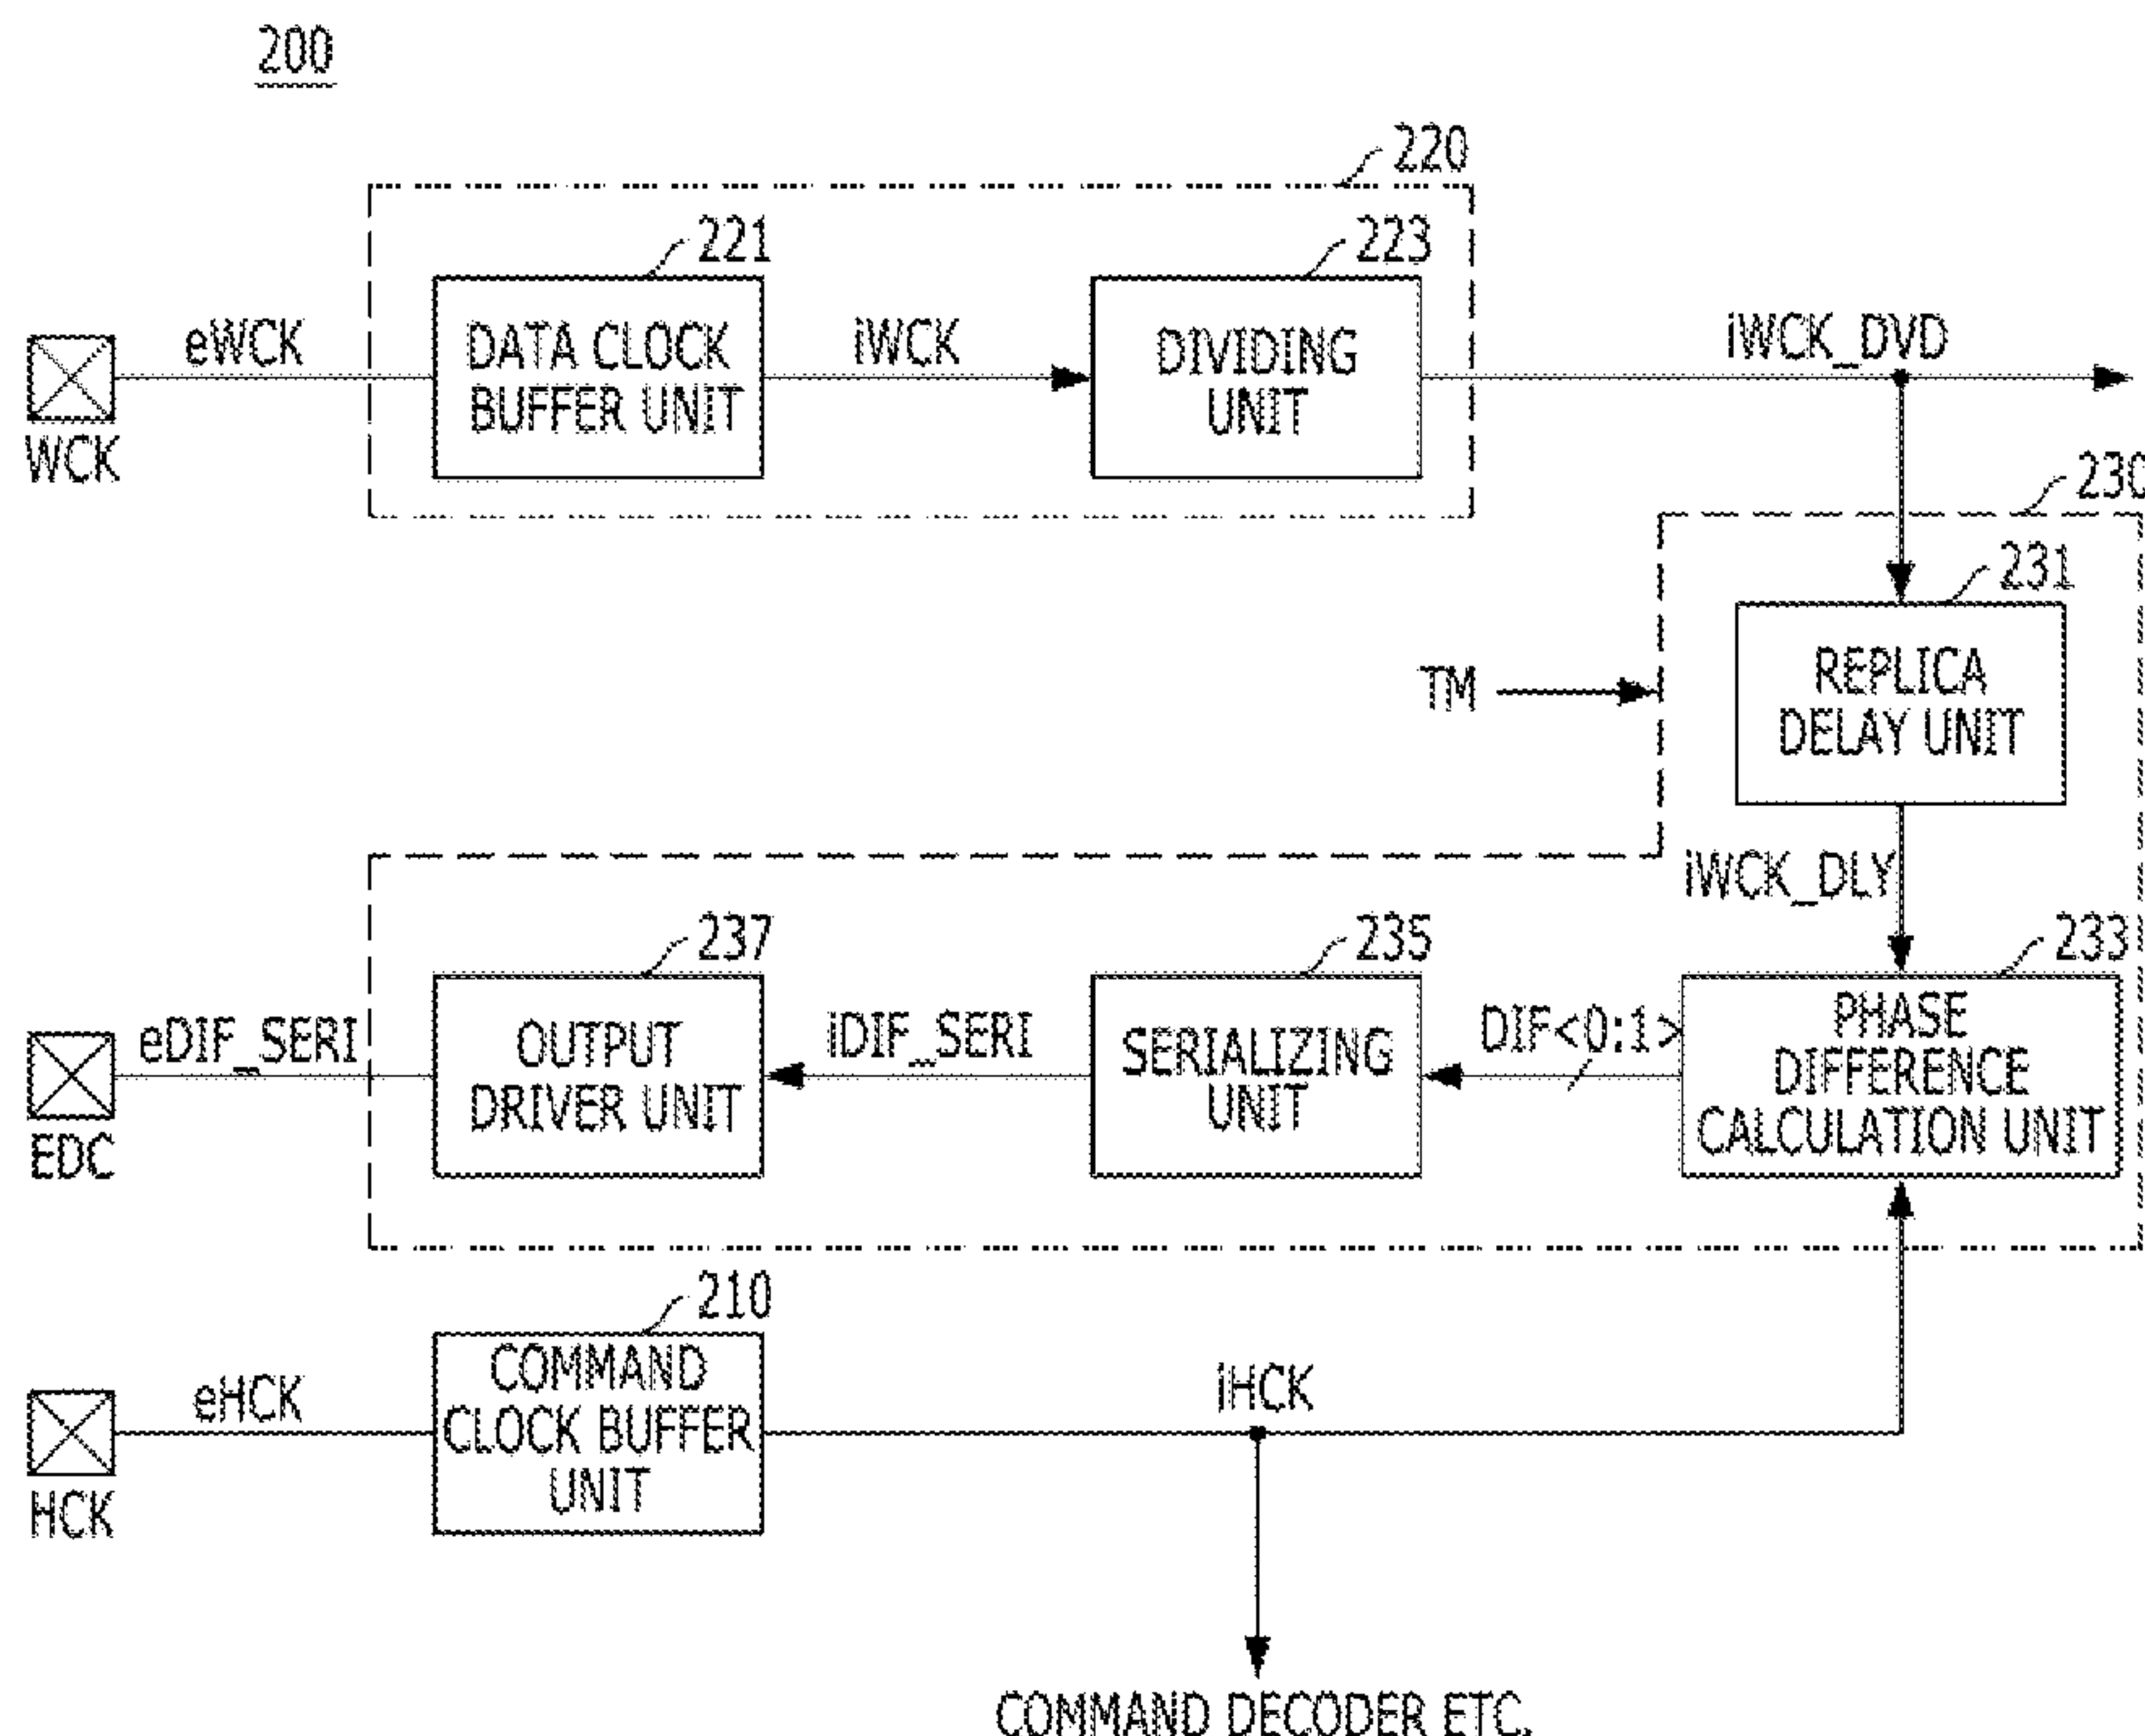 200
220
221
223
eWCK
DATA CLOCK
BUFFER UNIT
iWCK
DIVIDING
UNIT
iWCK_DVD
WCK
230
231
TM
REPLICA
DELAY UNIT
iWCK_DLY
237
235
233
eDIF_SERI
OUTPUT
DRIVER UNIT
iDIF_SERI
SERIALIZING
UNIT
DIF<0:1>
PHASE
DIFFERENCE
CALCULATION UNIT
EDC
210
eHCK
COMMAND
CLOCK BUFFER
UNIT
iHCK
HCK
COMMAND DECODER ETC.